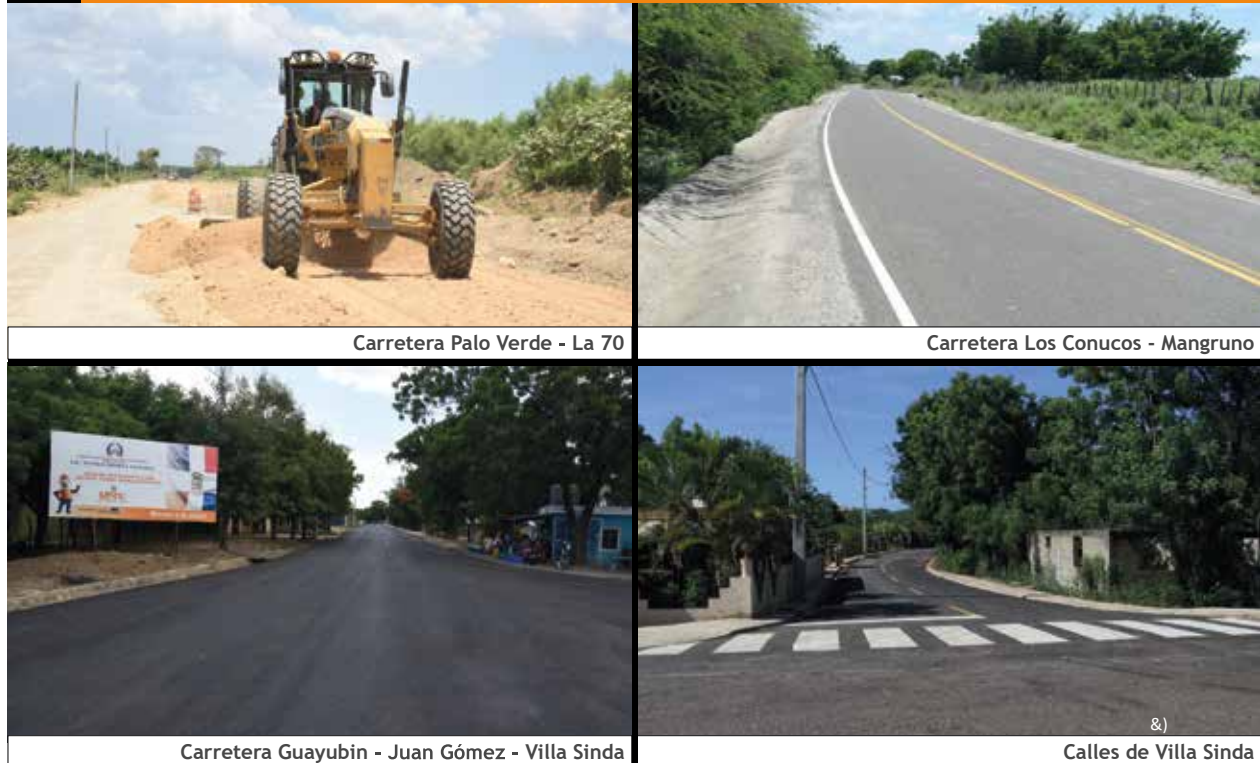 Carretera Palo Verde - La 70
Carretera Los Conucos - Mangruno
Carretera Guayubin - Juan Gómez - Villa Sinda
&)
Calles de Villa Sinda